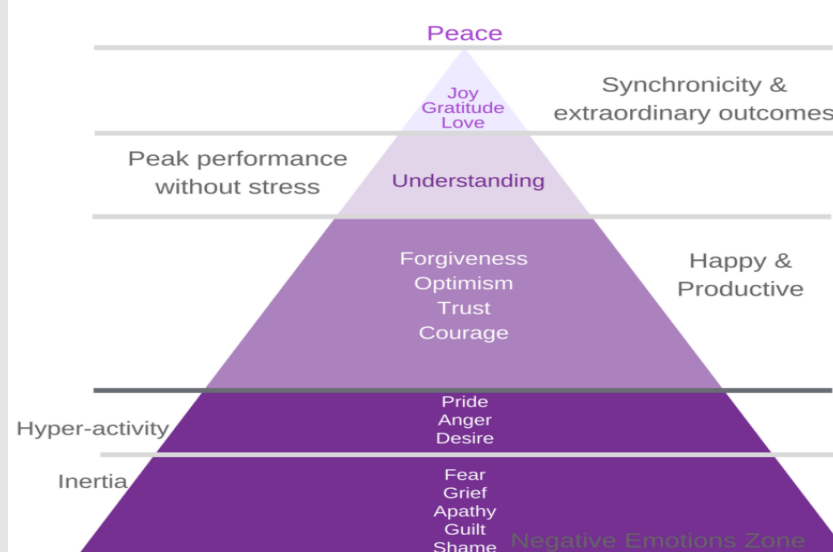 Peace
Joy
Gratitude
Love
Synchronicity &
extraordinary outcomes
Peak performance
without stress
Understanding
Forgiveness
Optimism
Trust
Courage
Happy &
Productive
Pride
Anger
Desire
Hyper-activity
Inertia
Fear
Grief
Apathy
Guilt
Shame
Negative Emotions Zone